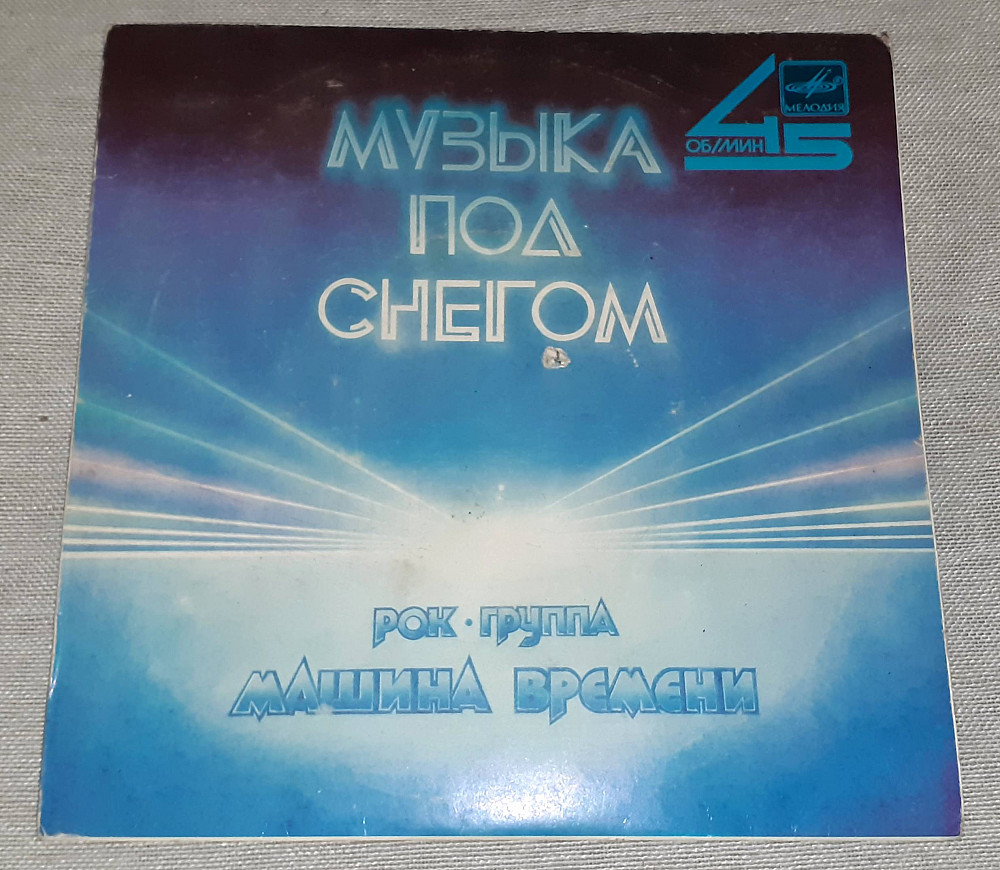 МУЗЫКА
ПОД
СНЕГОМ
45
ОБ/МИН
МЕЛОДИЯ
РОК·ГРУППА
МАШИНА ВРЕМЕНИ